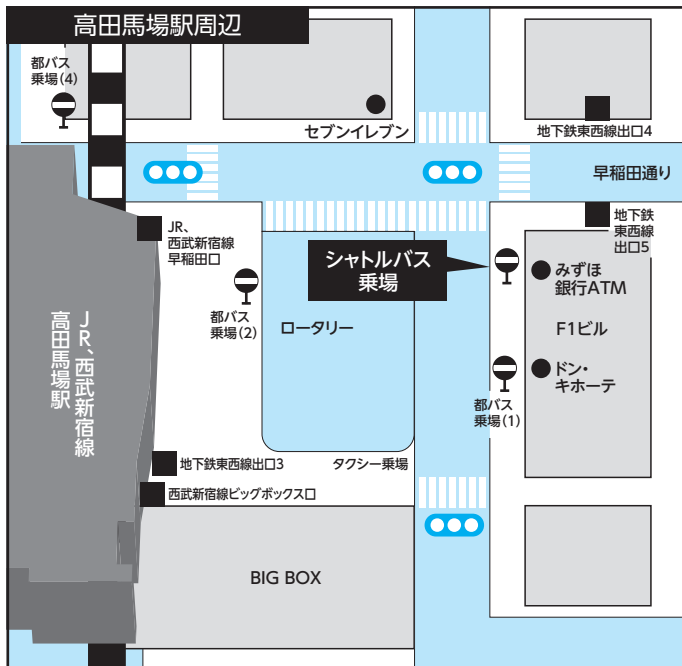 高田馬場駅周辺
都バス
乗場(4)
セブンイレブン
地下鉄東西線出口4
早稲田通り
JR、
西武新宿線
早稲田口
地下鉄
東西線
出口5
シャトルバス
乗場
みずほ
銀行ATM
都バス
乗場(2)
ロータリー
F1ビル
JR、西武新宿線
高田馬場駅
ドン・
キホーテ
都バス
乗場(1)
地下鉄東西線出口3
タクシー乗場
西武新宿線ビッグボックス口
BIG BOX